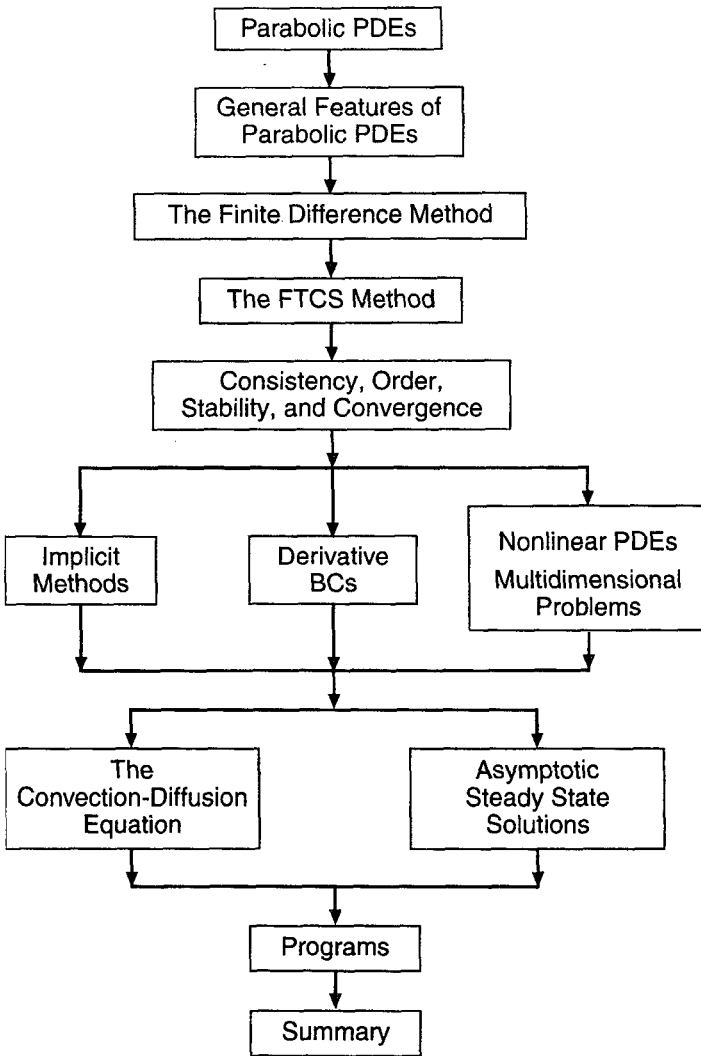 Parabolic PDEs
General Features of
Parabolic PDEs
The Finite Difference Method
The FTCS Method
Consistency, Order,
Stability, and Convergence
Implicit
Methods
Derivative
BCs
Nonlinear PDEs
Multidimensional
Problems
The
Convection-Diffusion
Equation
Asymptotic
Steady State
Solutions
Programs
Summary